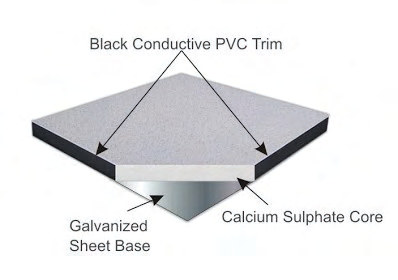 Black Conductive PVC Trim
Calcium Sulphate Core
Galvanized
Sheet Base